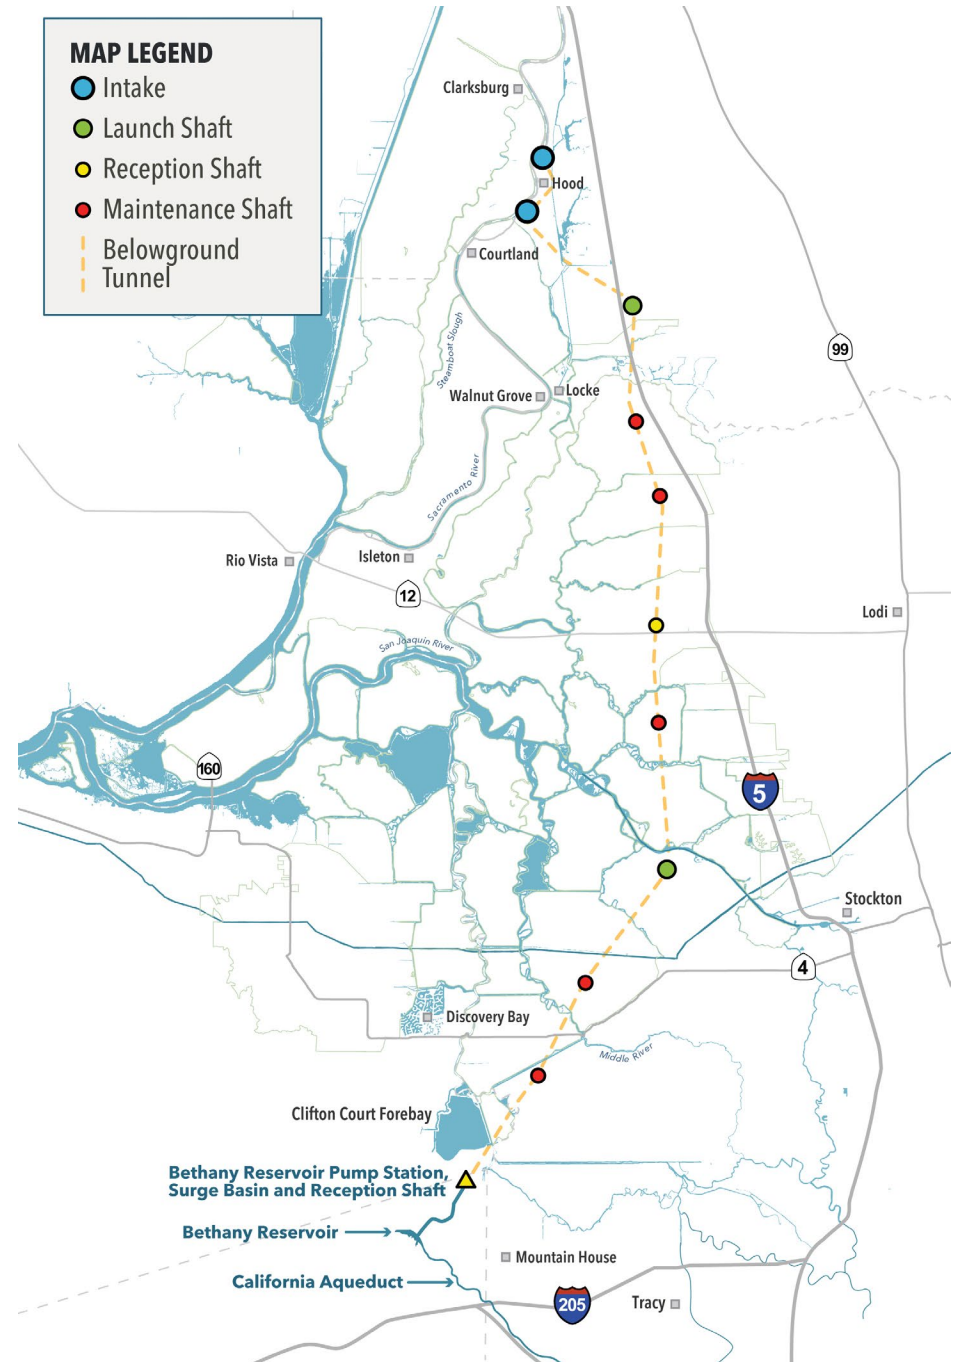 MAP LEGEND
Intake
Launch Shaft
Reception Shaft
Maintenance Shaft
Belowground
Tunnel
Clarksburg
Hood
Courtland
Steamboat Slough
99
Walnut Grove
Locke
Sacramento River
Rio Vista
Isleton
12
Lodi
San Joaquin River
160
5
Stockton
4
Discovery Bay
Middle River
Clifton Court Forebay
Bethany Reservoir Pump Station,
Surge Basin and Reception Shaft
Bethany Reservoir
Mountain House
California Aqueduct
205
Tracy